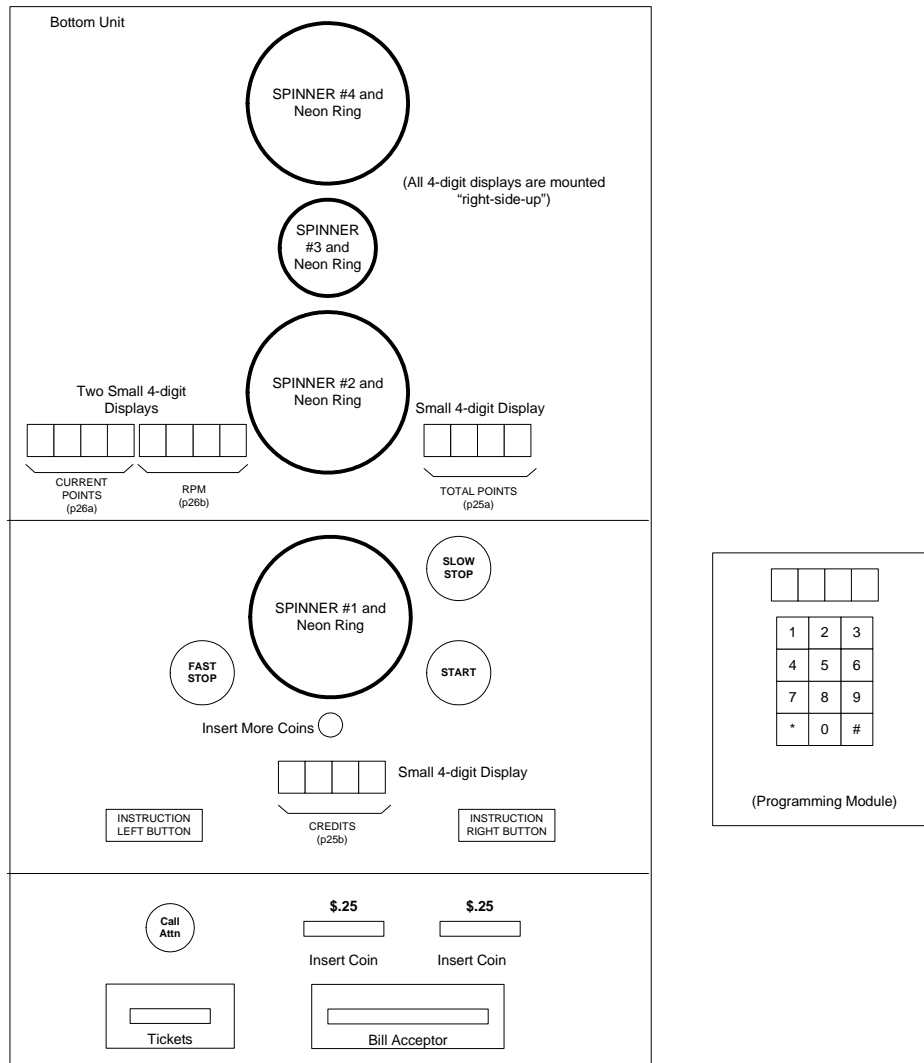 Bottom Unit
SPINNER #4 and
Neon Ring
(All 4-digit displays are mounted
“right-side-up”)
SPINNER
#3 and
Neon Ring
SPINNER #2 and
Neon Ring
Two Small 4-digit
Displays
Small 4-digit Display
CURRENT
POINTS
(p26a)
RPM
(p26b)
TOTAL POINTS
(p25a)
SLOW
STOP
SPINNER #1 and
Neon Ring
FAST
STOP
START
Insert More Coins
Small 4-digit Display
INSTRUCTION
LEFT BUTTON
CREDITS
(p25b)
INSTRUCTION
RIGHT BUTTON
1 2 3
4 5 6
7 8 9
* 0 #
(Programming Module)
Call
Attn
$.25
$.25
Insert Coin
Insert Coin
Tickets
Bill Acceptor